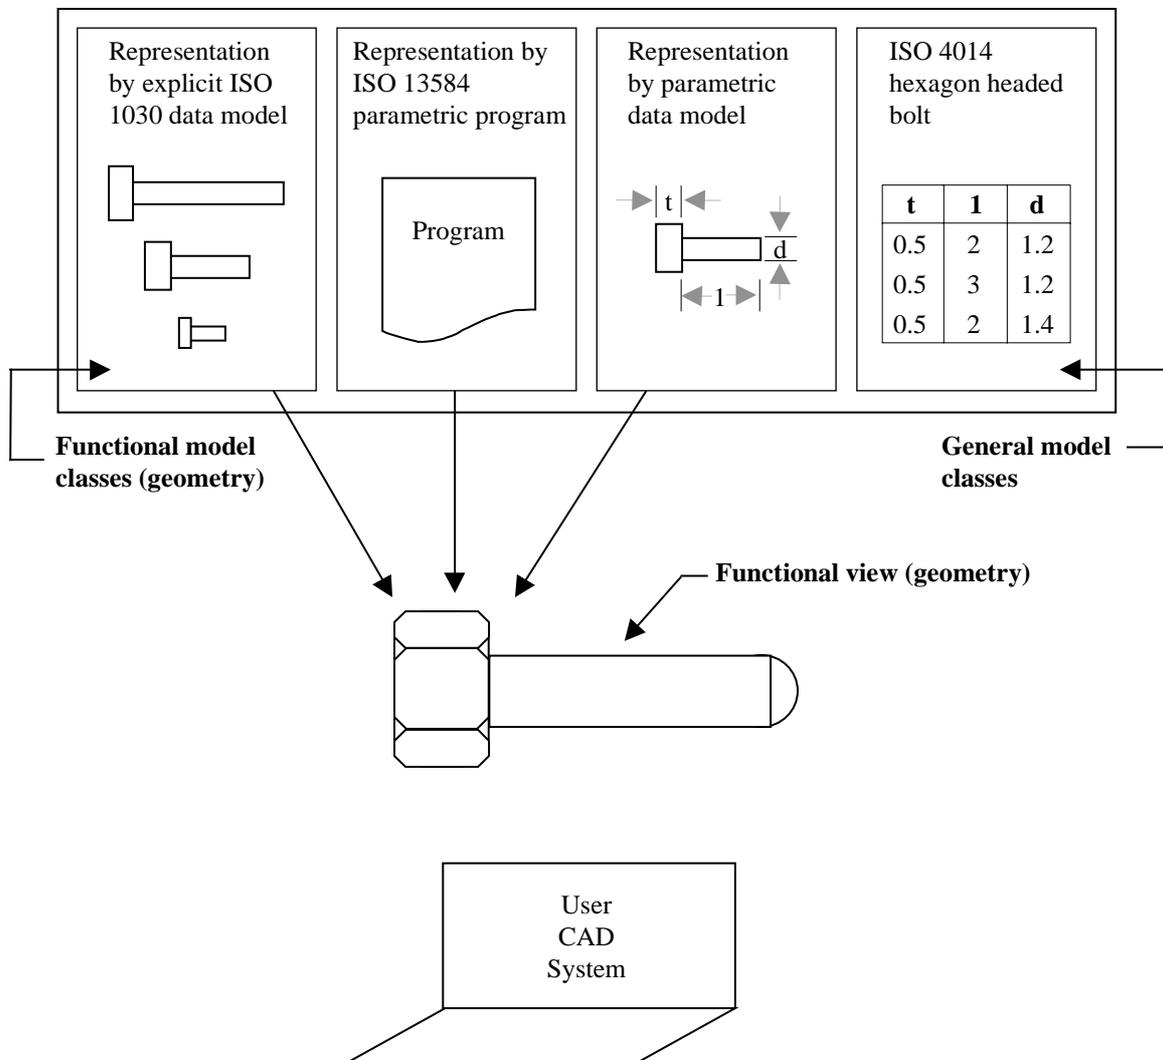 Representation
by explicit ISO
1030 data model
Representation by
ISO 13584
parametric program
Program
Representation
by parametric
data model
t
d
1
ISO 4014
hexagon headed
bolt
t 1 d
0.5 2 1.2
0.5 3 1.2
0.5 2 1.4
Functional model
classes (geometry)
General model
classes
Functional view (geometry)
User
CAD
System